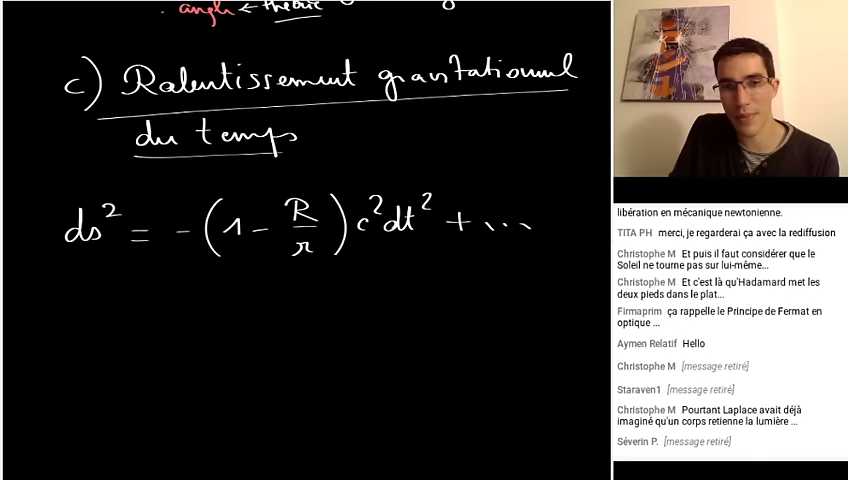 . angle ← théorie
c) Ralentissement gravitationnel
du temps
ds² = - (1 - R/r) c²dt² + ...
libération en mécanique newtonienne.
TITA PH merci, je regarderai ça avec la rediffusion
Christophe M Et puis il faut considérer que le
Soleil ne tourne pas sur lui-même...
Christophe M Et c'est là qu'Hadamard met les
deux pieds dans le plat...
Firmaprim ça rappelle le Principe de Fermat en
optique ...
Aymen Relatif Hello
Christophe M [message retiré]
Staraven1 [message retiré]
Christophe M Pourtant Laplace avait déjà
imaginé qu'un corps retienne la lumière ...
Séverin P. [message retiré]